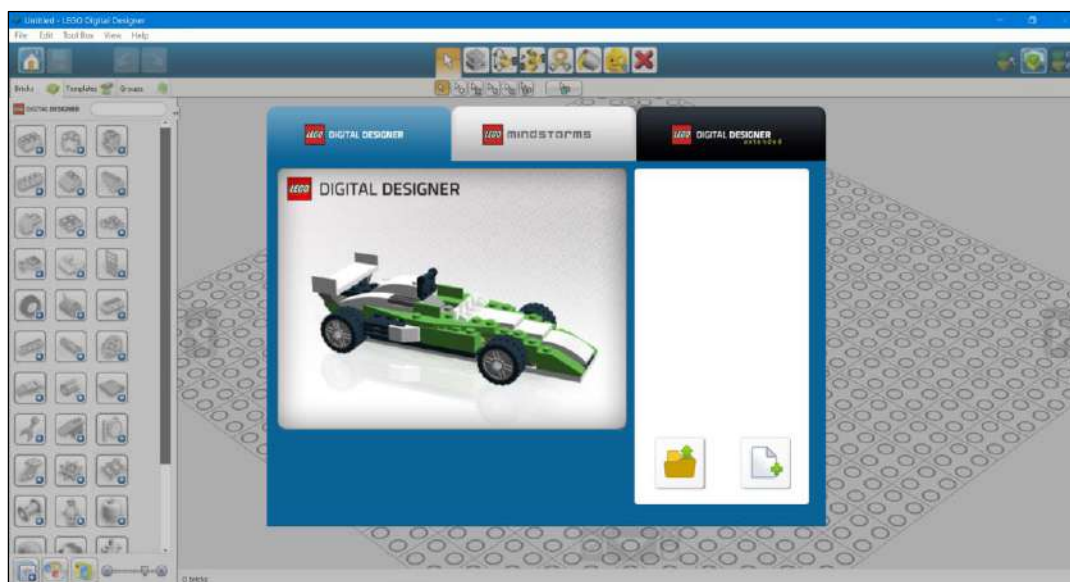 Untitled - LEGO Digital Designer
File Edit Tool Box View Help
Bricks Templates Groups
LEGO DIGITAL DESIGNER
LEGO DIGITAL DESIGNER
LEGO mindstorms
LEGO DIGITAL DESIGNER
extended
LEGO DIGITAL DESIGNER
0 bricks